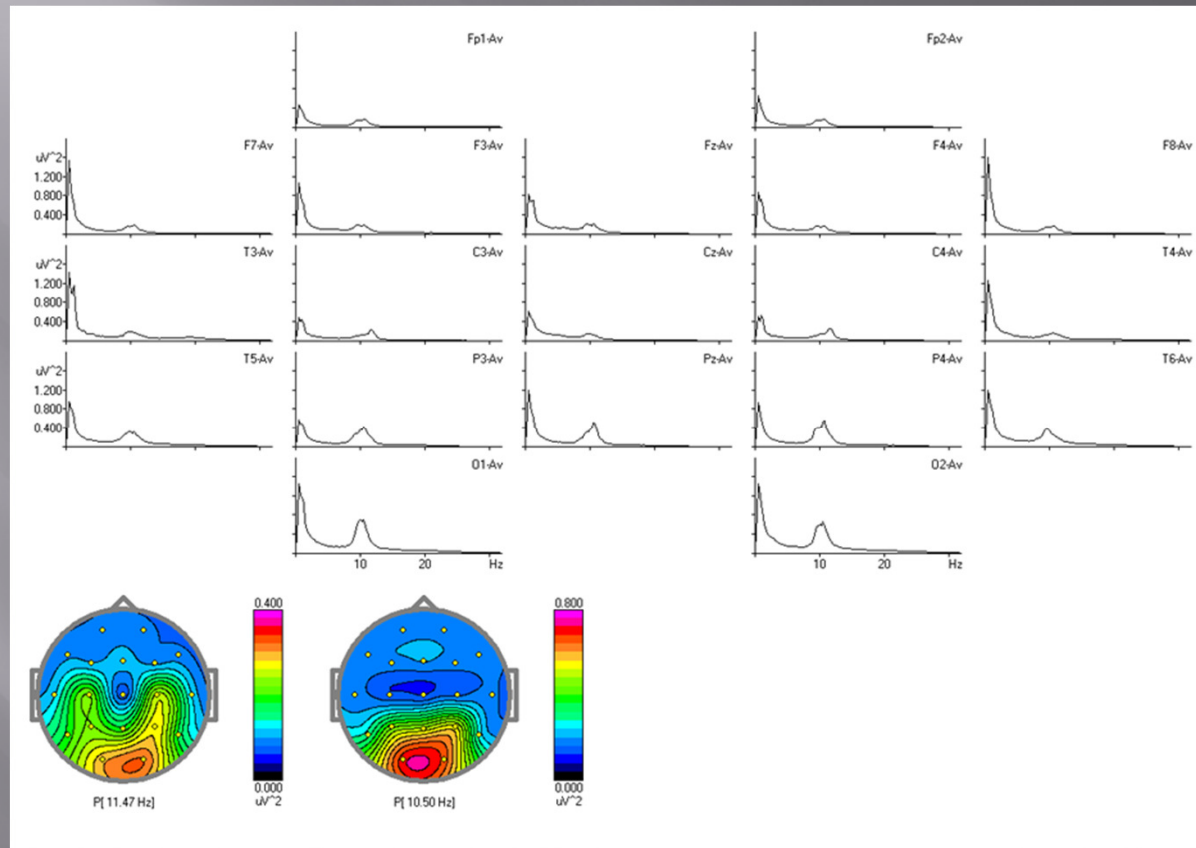 Fp1-Av Fp2-Av
F7-Av F3-Av Fz-Av F4-Av F8-Av
uV^2
1.200
0.800
0.400
T3-Av C3-Av Cz-Av C4-Av T4-Av
uV^2
1.200
0.800
0.400
T5-Av P3-Av Pz-Av P4-Av T6-Av
uV^2
1.200
0.800
0.400
O1-Av O2-Av
10 20 Hz 10 20 Hz
0.400 0.800
0.000 0.000
uV^2 uV^2
P[ 11.47 Hz] P[ 10.50 Hz]